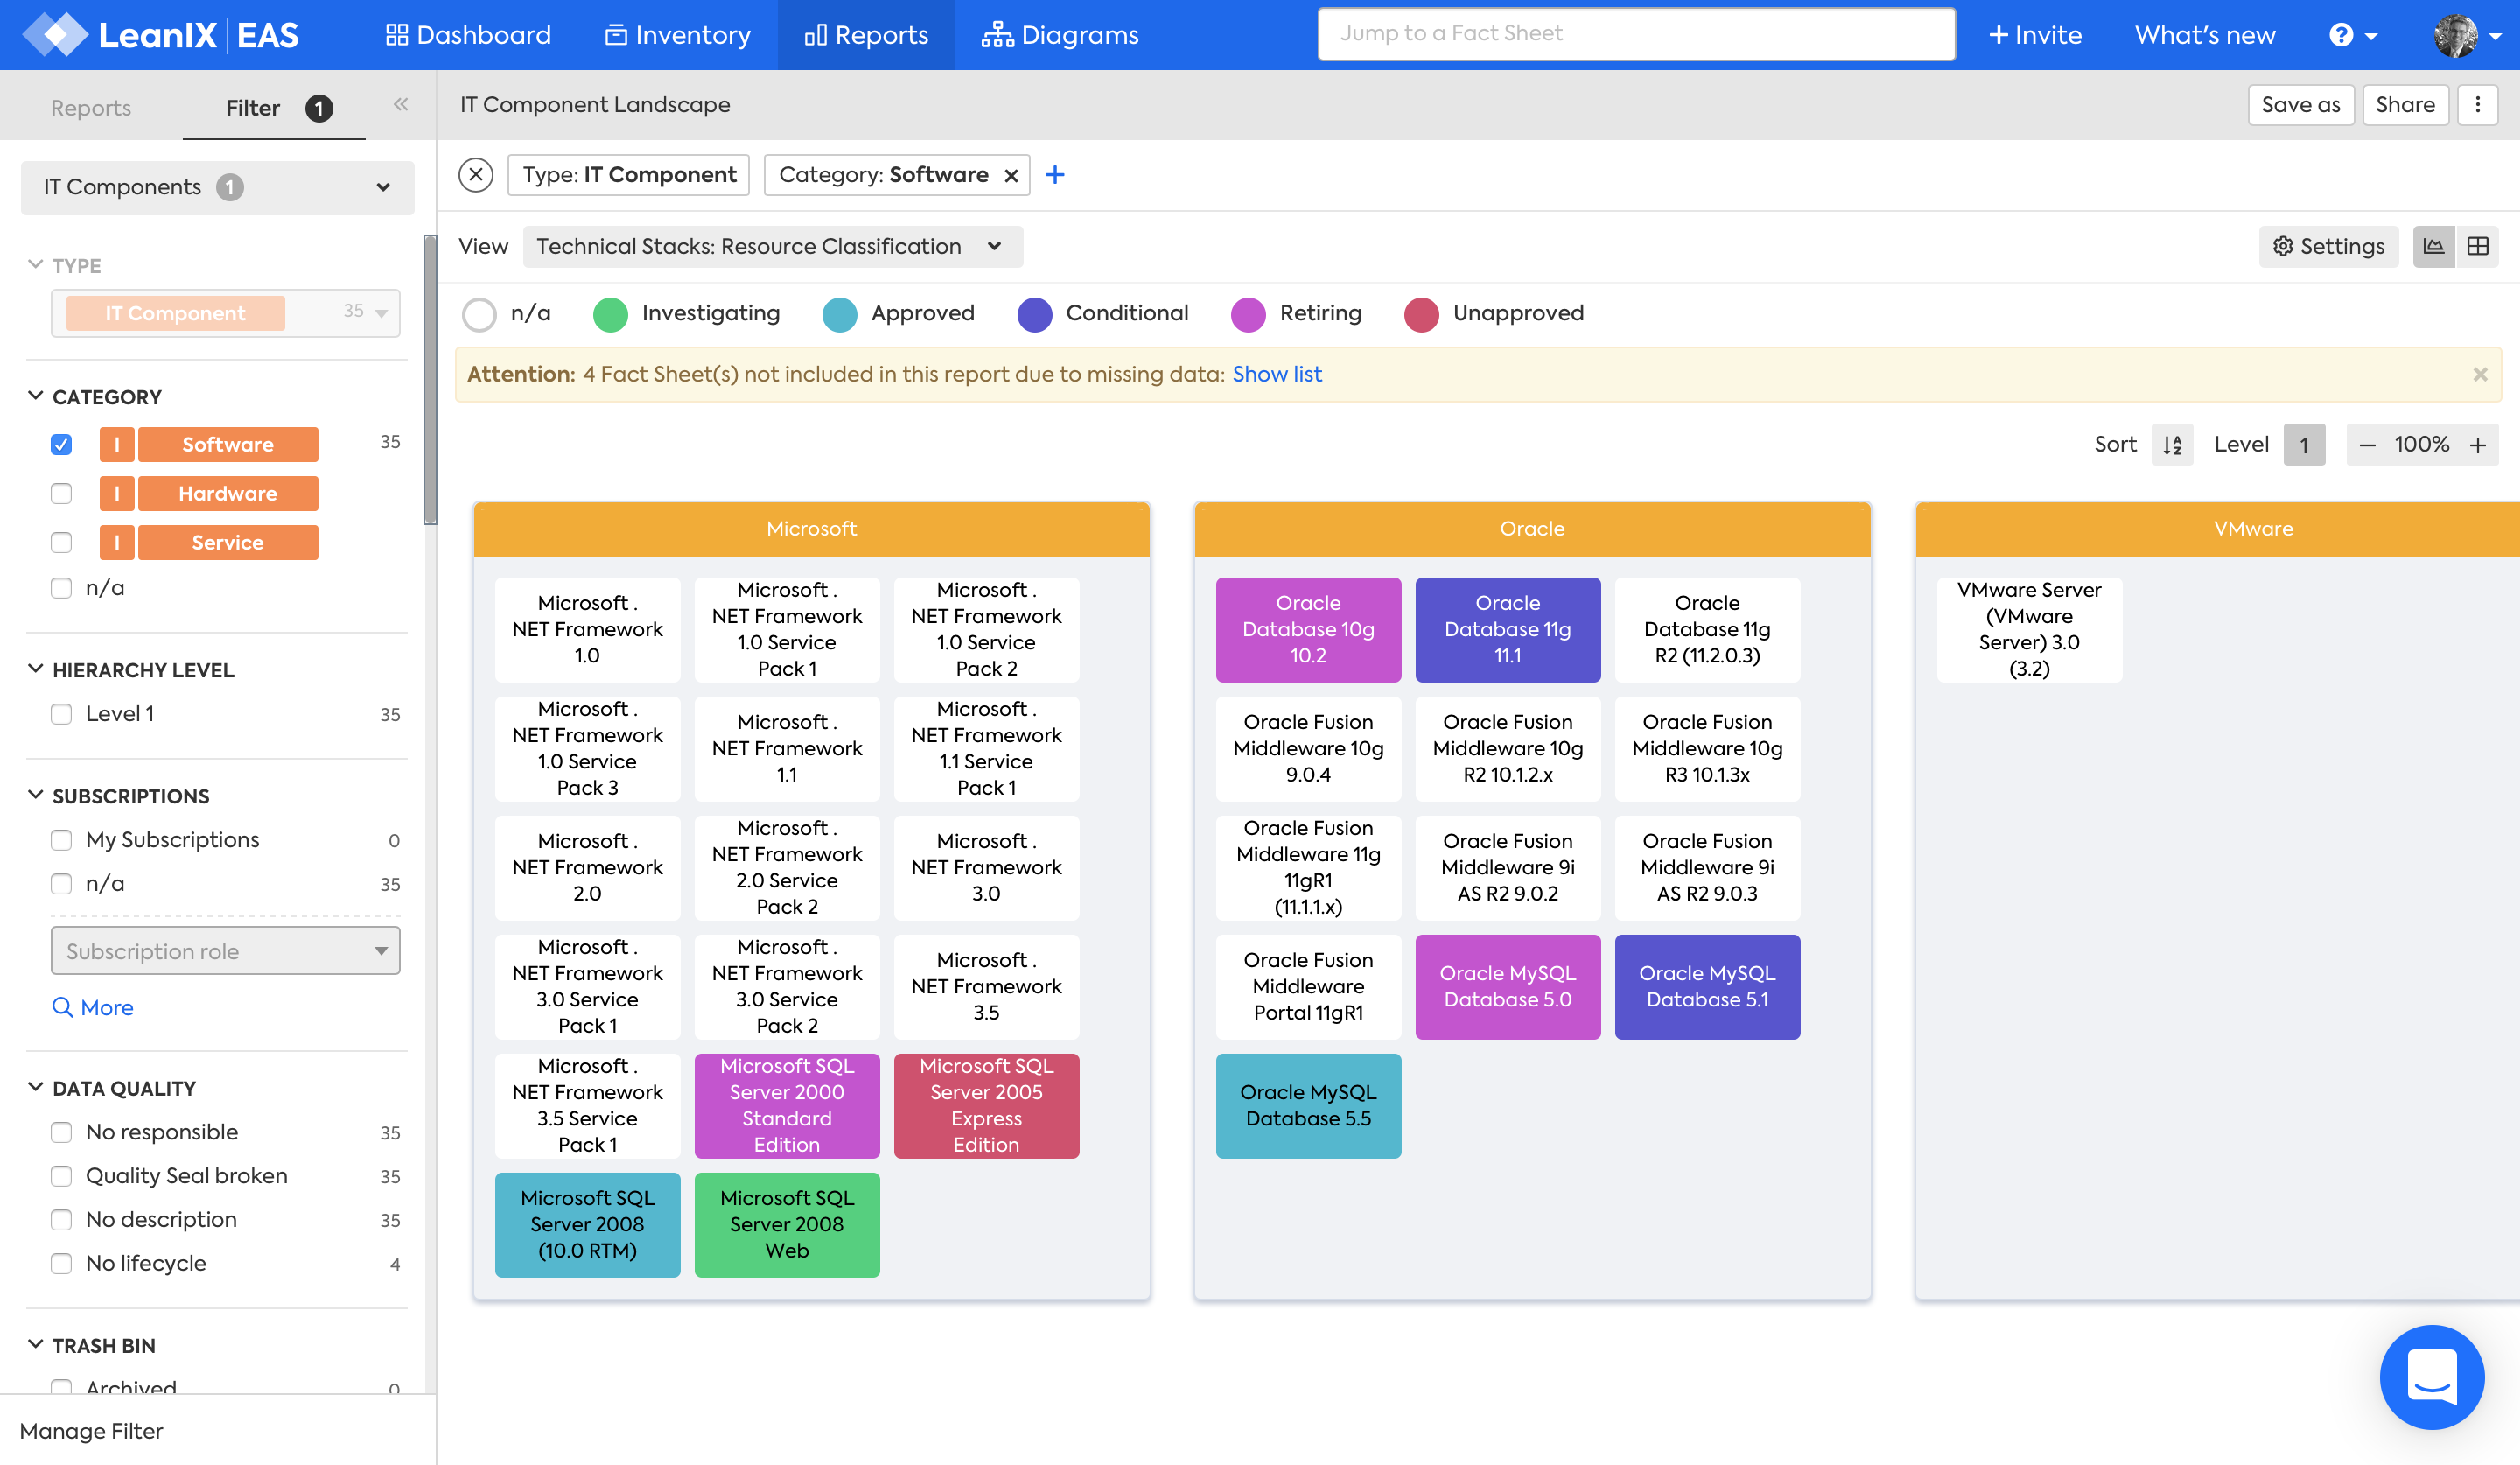 LeanIX | EAS
Dashboard
Inventory
Reports
Diagrams
Jump to a Fact Sheet
+ Invite
What's new
?
Reports
Filter 1
IT Component Landscape
Save as
Share
IT Components 1
Type: IT Component
Category: Software ×
+
View
Technical Stacks: Resource Classification
Settings
TYPE
IT Component
35
n/a
Investigating
Approved
Conditional
Retiring
Unapproved
Attention: 4 Fact Sheet(s) not included in this report due to missing data: Show list
×
CATEGORY
I Software 35
I Hardware
I Service
n/a
HIERARCHY LEVEL
Level 1 35
SUBSCRIPTIONS
My Subscriptions 0
n/a 35
Subscription role
More
DATA QUALITY
No responsible 35
Quality Seal broken 35
No description 35
No lifecycle 4
TRASH BIN
Archived 0
Manage Filter
Sort
Level 1
− 100% +
Microsoft
Microsoft .
NET Framework
1.0
Microsoft .
NET Framework
1.0 Service
Pack 1
Microsoft .
NET Framework
1.0 Service
Pack 2
Microsoft .
NET Framework
1.0 Service
Pack 3
Microsoft .
NET Framework
1.1
Microsoft .
NET Framework
1.1 Service
Pack 1
Microsoft .
NET Framework
2.0
Microsoft .
NET Framework
2.0 Service
Pack 2
Microsoft .
NET Framework
3.0
Microsoft .
NET Framework
3.0 Service
Pack 1
Microsoft .
NET Framework
3.0 Service
Pack 2
Microsoft .
NET Framework
3.5
Microsoft .
NET Framework
3.5 Service
Pack 1
Microsoft SQL
Server 2000
Standard
Edition
Microsoft SQL
Server 2005
Express
Edition
Microsoft SQL
Server 2008
(10.0 RTM)
Microsoft SQL
Server 2008
Web
Oracle
Oracle
Database 10g
10.2
Oracle
Database 11g
11.1
Oracle
Database 11g
R2 (11.2.0.3)
Oracle Fusion
Middleware 10g
9.0.4
Oracle Fusion
Middleware 10g
R2 10.1.2.x
Oracle Fusion
Middleware 10g
R3 10.1.3x
Oracle Fusion
Middleware 11g
11gR1
(11.1.1.x)
Oracle Fusion
Middleware 9i
AS R2 9.0.2
Oracle Fusion
Middleware 9i
AS R2 9.0.3
Oracle Fusion
Middleware
Portal 11gR1
Oracle MySQL
Database 5.0
Oracle MySQL
Database 5.1
Oracle MySQL
Database 5.5
VMware
VMware Server
(VMware
Server) 3.0
(3.2)